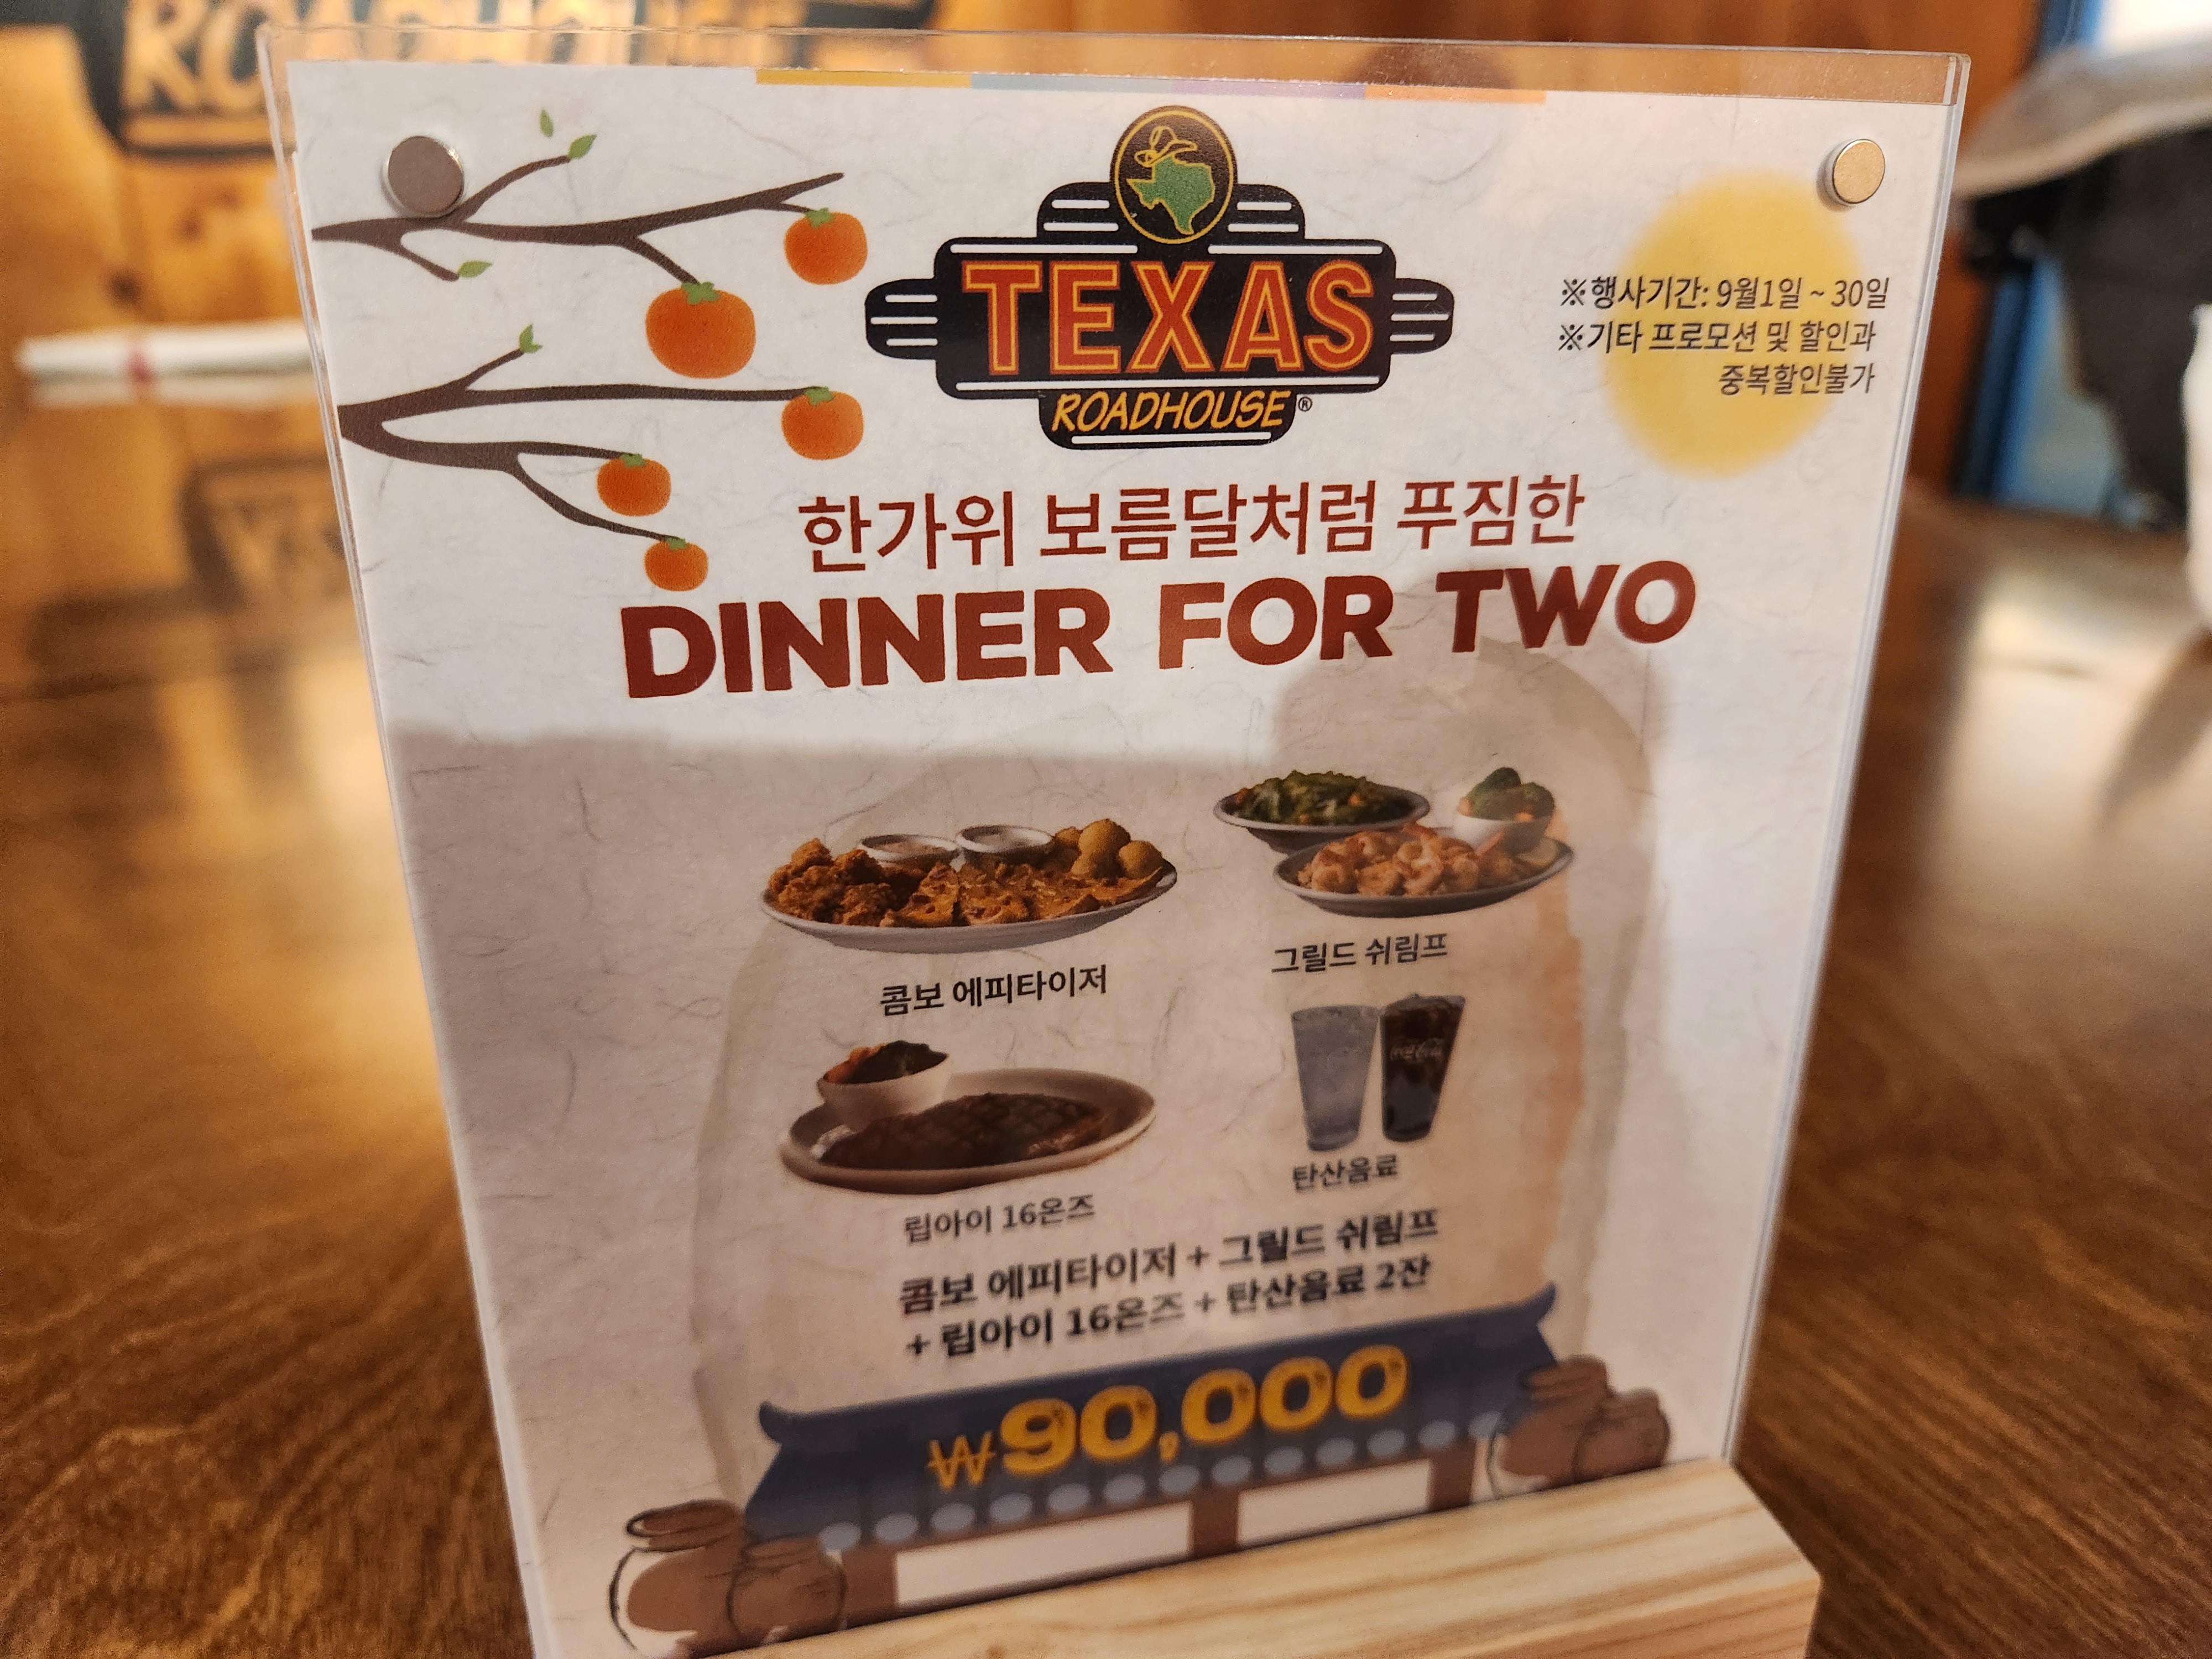 ROADHOUSE
TEXAS
ROADHOUSE®
※행사기간: 9월1일 ~ 30일
※기타 프로모션 및 할인과
중복할인불가
한가위 보름달처럼 푸짐한
DINNER FOR TWO
콤보 에피타이저
그릴드 쉬림프
립아이 16온즈
탄산음료
콤보 에피타이저 + 그릴드 쉬림프
+ 립아이 16온즈 + 탄산음료 2잔
₩90,000